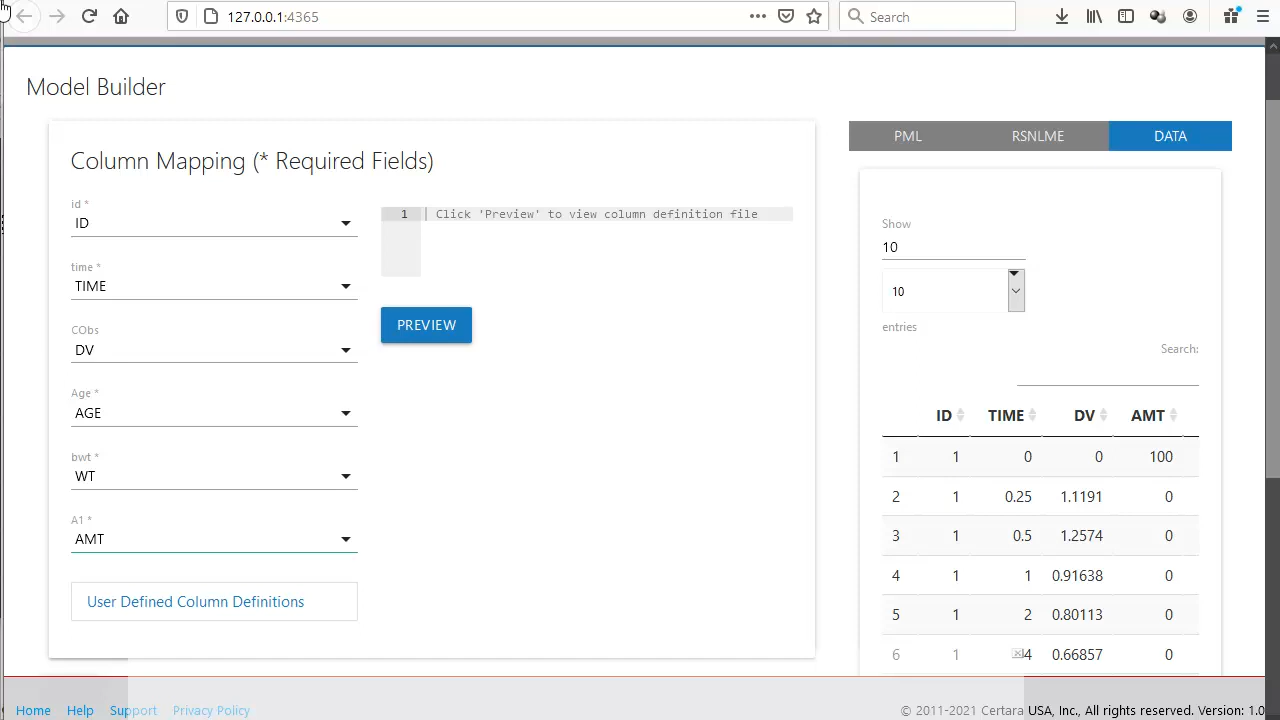 127.0.0.1:4365
Search
Model Builder
Column Mapping (* Required Fields)
id *
ID
time *
TIME
CObs
DV
Age *
AGE
bwt *
WT
A1 *
AMT
User Defined Column Definitions
1 Click 'Preview' to view column definition file
PREVIEW
PML RSNLME DATA
Show
10
10
entries
Search:
ID TIME DV AMT
1 1 0 0 100
2 1 0.25 1.1191 0
3 1 0.5 1.2574 0
4 1 1 0.91638 0
5 1 2 0.80113 0
6 1 4 0.66857 0
Home Help Support Privacy Policy
© 2011-2021 Certara USA, Inc., All rights reserved. Version: 1.0